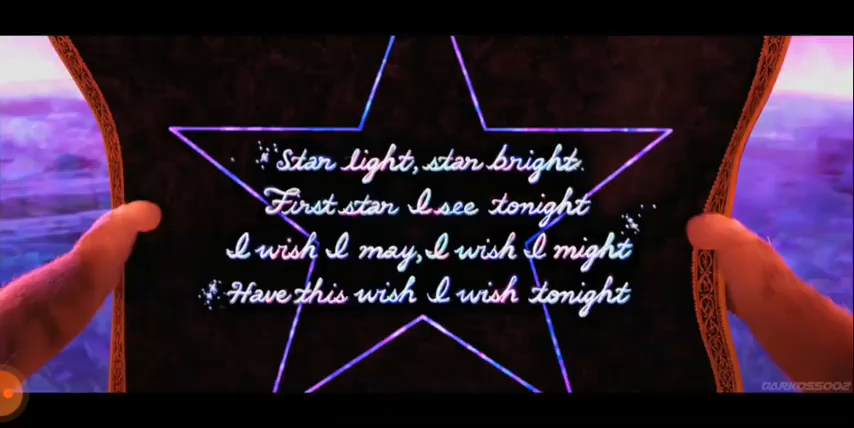 Star light, star bright.
First star I see tonight
I wish I may, I wish I might
Have this wish I wish tonight
DARKOSS002